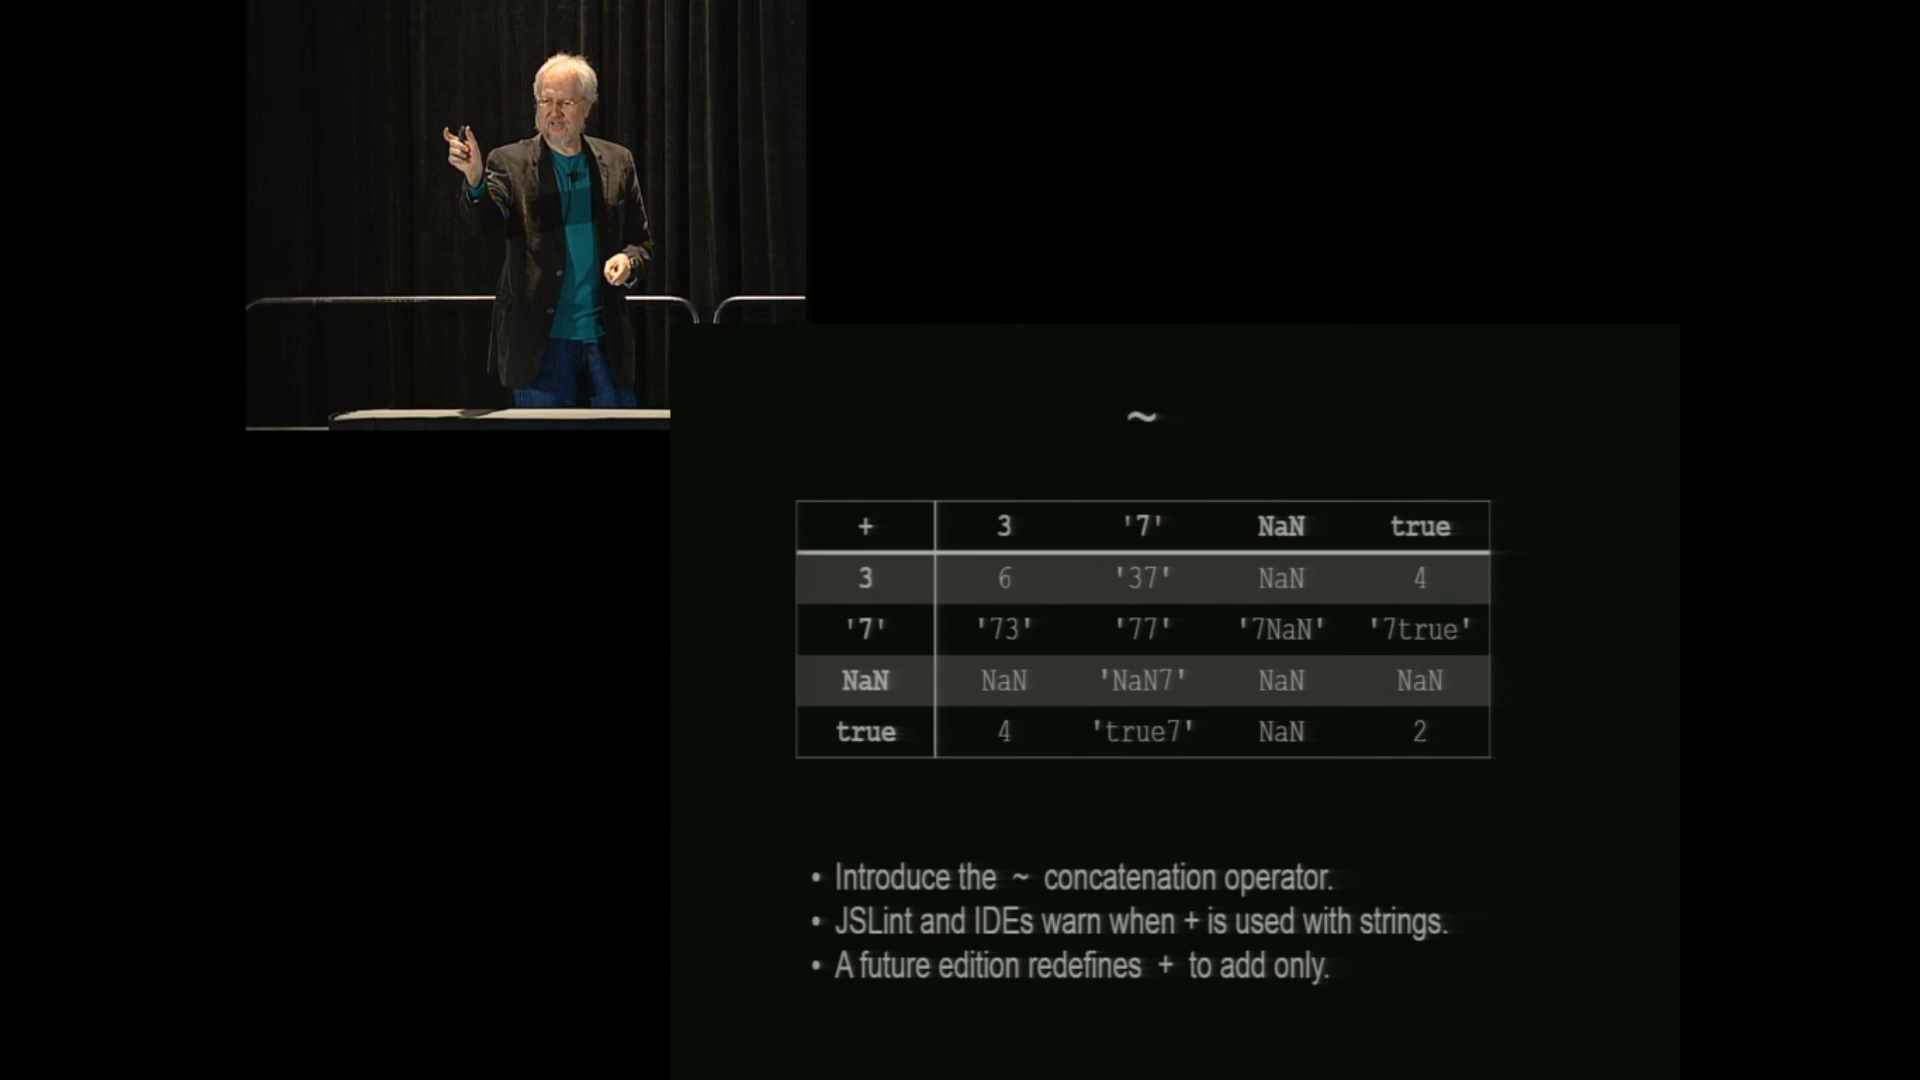 ~
+ 3 '7' NaN true
3 6 '37' NaN 4
'7' '73' '77' '7NaN' '7true'
NaN NaN 'NaN7' NaN NaN
true 4 'true7' NaN 2
• Introduce the ~ concatenation operator.
• JSLint and IDEs warn when + is used with strings.
• A future edition redefines + to add only.